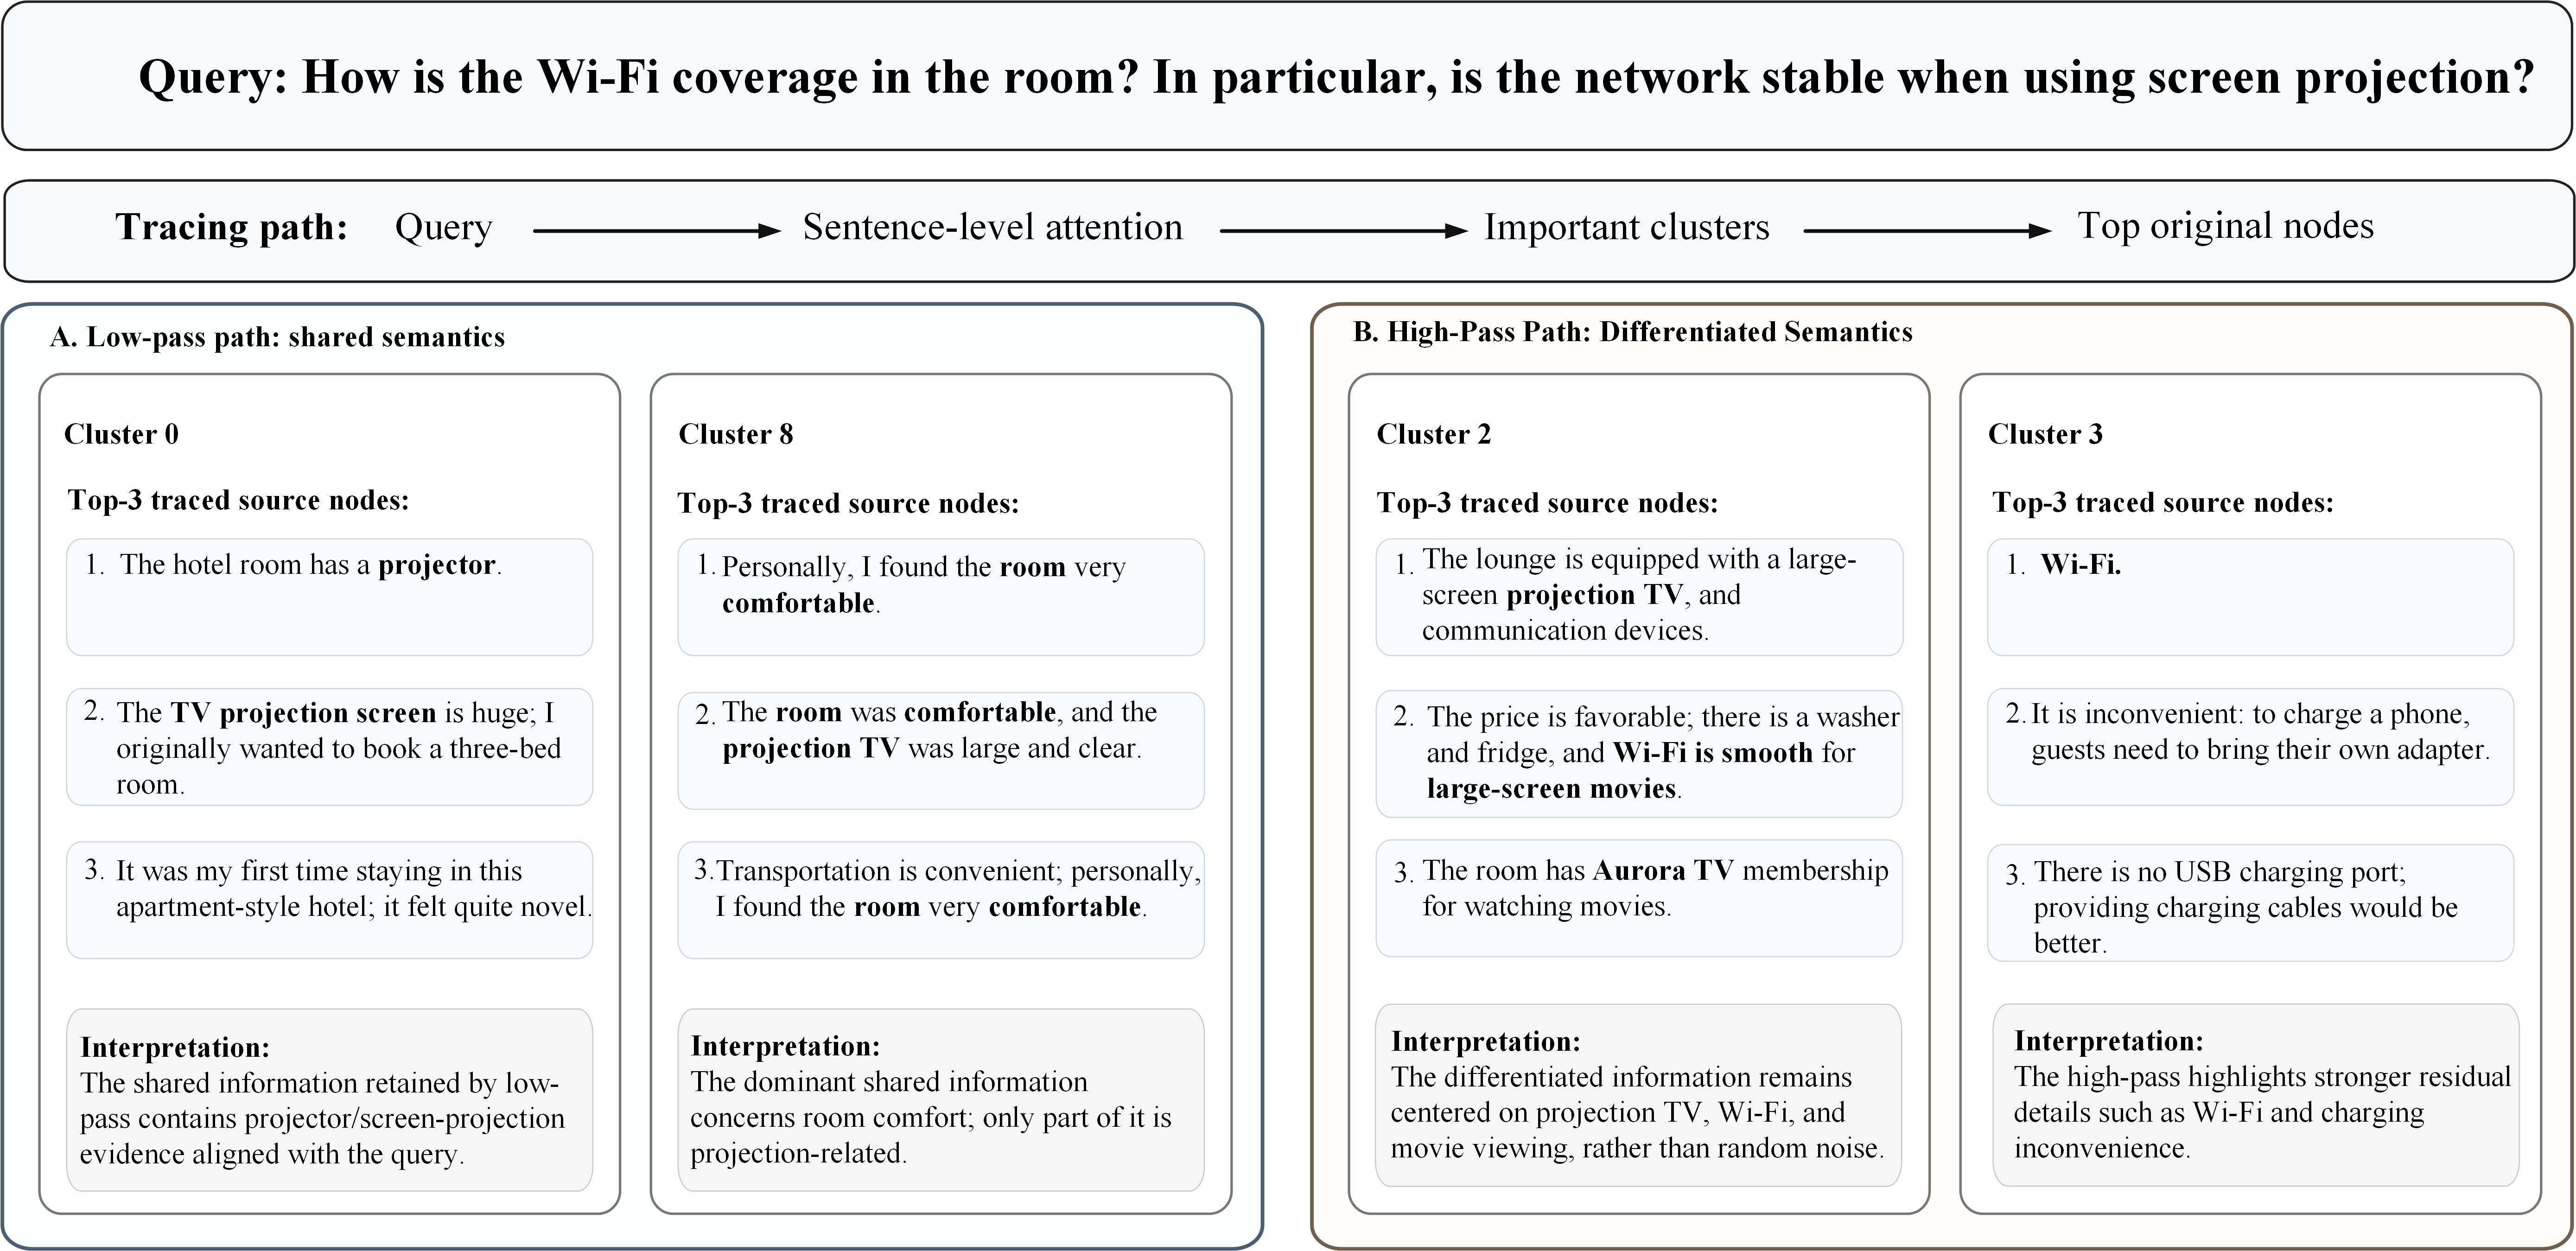 Query: How is the Wi-Fi coverage in the room? In particular, is the network stable when using screen projection?
Tracing path: Query Sentence-level attention Important clusters Top original nodes
A. Low-pass path: shared semantics
Cluster 0
Top-3 traced source nodes:
1. The hotel room has a projector.
2. The TV projection screen is huge; I
originally wanted to book a three-bed
room.
3. It was my first time staying in this
apartment-style hotel; it felt quite novel.
Interpretation:
The shared information retained by low-
pass contains projector/screen-projection
evidence aligned with the query.
Cluster 8
Top-3 traced source nodes:
1. Personally, I found the room very
comfortable.
2. The room was comfortable, and the
projection TV was large and clear.
3. Transportation is convenient; personally,
I found the room very comfortable.
Interpretation:
The dominant shared information
concerns room comfort; only part of it is
projection-related.
B. High-Pass Path: Differentiated Semantics
Cluster 2
Top-3 traced source nodes:
1. The lounge is equipped with a large-
screen projection TV, and
communication devices.
2. The price is favorable; there is a washer
and fridge, and Wi-Fi is smooth for
large-screen movies.
3. The room has Aurora TV membership
for watching movies.
Interpretation:
The differentiated information remains
centered on projection TV, Wi-Fi, and
movie viewing, rather than random noise.
Cluster 3
Top-3 traced source nodes:
1. Wi-Fi.
2. It is inconvenient: to charge a phone,
guests need to bring their own adapter.
3. There is no USB charging port;
providing charging cables would be
better.
Interpretation:
The high-pass highlights stronger residual
details such as Wi-Fi and charging
inconvenience.